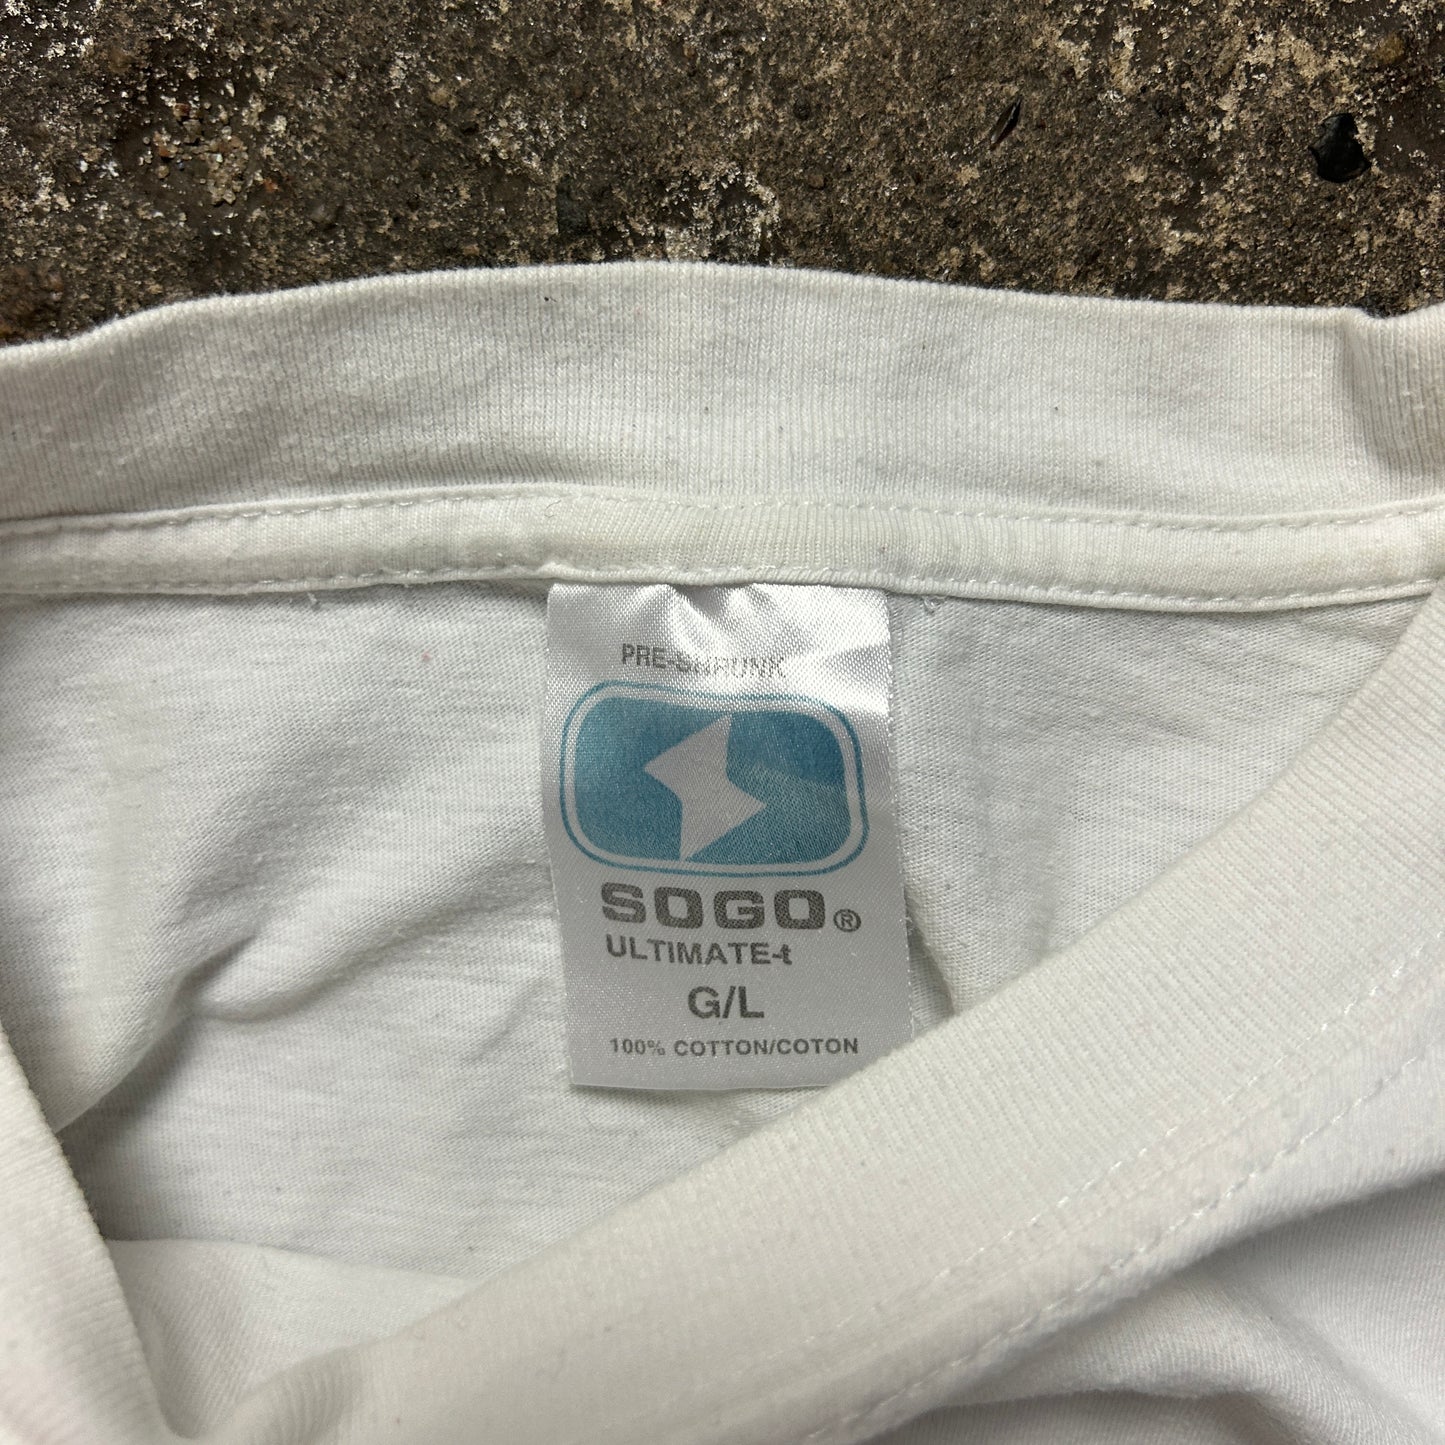 PRE-SHRUNK
SOGO®
ULTIMATE-t
G/L
100% COTTON/COTON